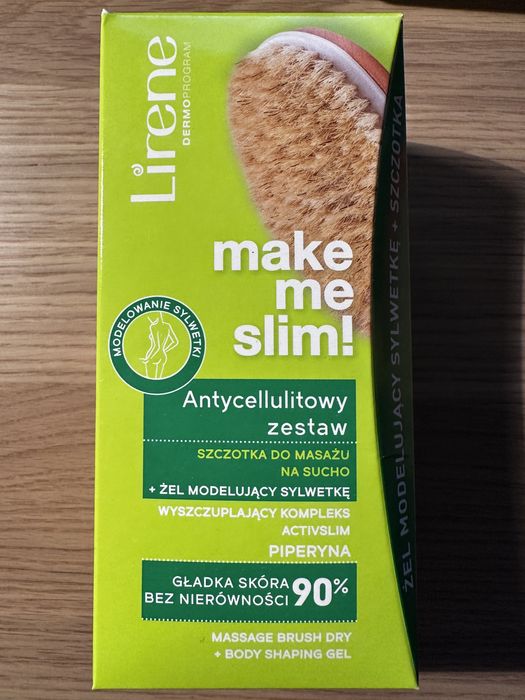 Lirene
DERMOPROGRAM
make
me
slim!
MODELOWANIE SYLWETKI
Antycellulitowy
zestaw
SZCZOTKA DO MASAŻU
NA SUCHO
+ ŻEL MODELUJĄCY SYLWETKĘ
WYSZCZUPLAJĄCY KOMPLEKS
ACTIVSLIM
PIPERYNA
GŁADKA SKÓRA
BEZ NIERÓWNOŚCI 90%
MASSAGE BRUSH DRY
+ BODY SHAPING GEL
ŻEL MODELUJĄCY SYLWETKĘ + SZCZOTKA